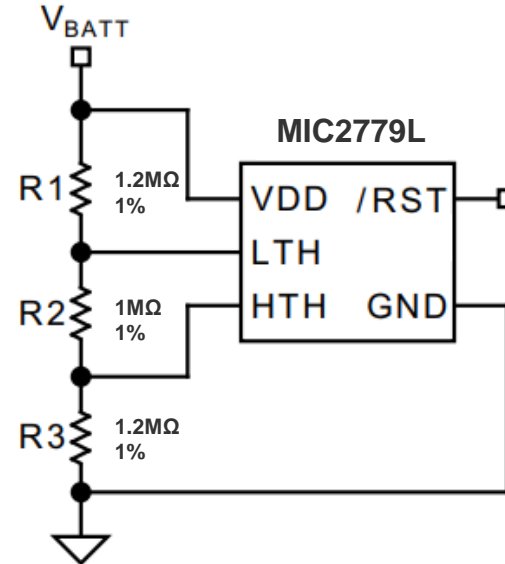 VBATT
MIC2779L
R1
1.2MΩ
1%
VDD /RST
LTH
R2
1MΩ
1%
HTH GND
R3
1.2MΩ
1%